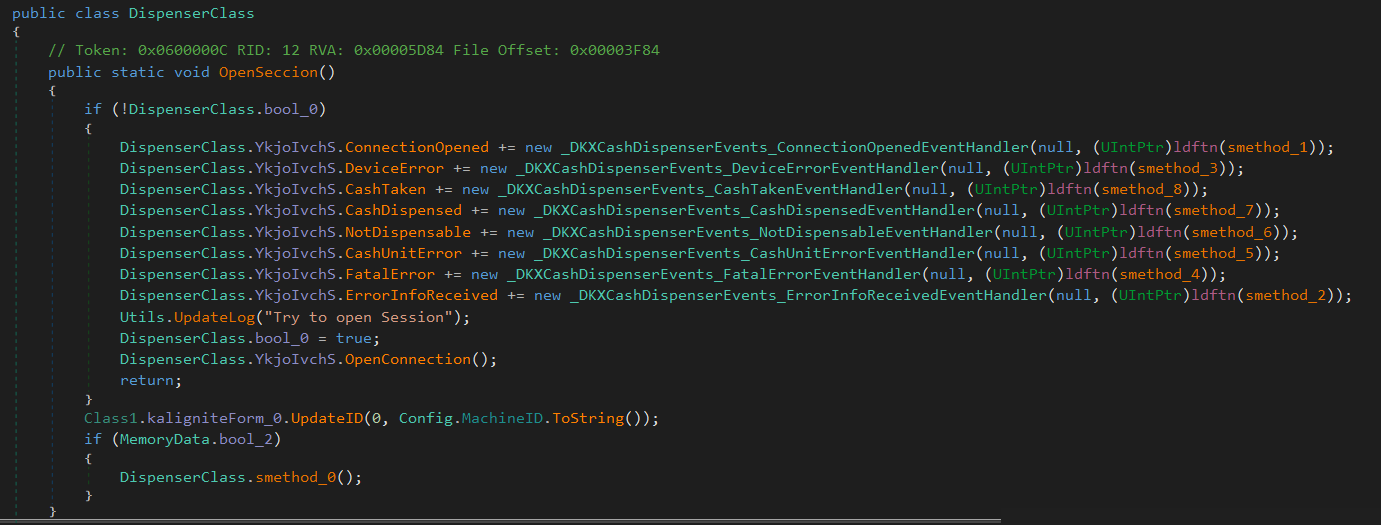 public class DispenserClass
{
// Token: 0x0600000C RID: 12 RVA: 0x00005D84 File Offset: 0x00003F84
public static void OpenSeccion()
{
if (!DispenserClass.bool_0)
{
DispenserClass.YkjoIvchS.ConnectionOpened += new _DKXCashDispenserEvents_ConnectionOpenedEventHandler(null, (UIntPtr)ldftn(smethod_1));
DispenserClass.YkjoIvchS.DeviceError += new _DKXCashDispenserEvents_DeviceErrorEventHandler(null, (UIntPtr)ldftn(smethod_3));
DispenserClass.YkjoIvchS.CashTaken += new _DKXCashDispenserEvents_CashTakenEventHandler(null, (UIntPtr)ldftn(smethod_8));
DispenserClass.YkjoIvchS.CashDispensed += new _DKXCashDispenserEvents_CashDispensedEventHandler(null, (UIntPtr)ldftn(smethod_7));
DispenserClass.YkjoIvchS.NotDispensable += new _DKXCashDispenserEvents_NotDispensableEventHandler(null, (UIntPtr)ldftn(smethod_6));
DispenserClass.YkjoIvchS.CashUnitError += new _DKXCashDispenserEvents_CashUnitErrorEventHandler(null, (UIntPtr)ldftn(smethod_5));
DispenserClass.YkjoIvchS.FatalError += new _DKXCashDispenserEvents_FatalErrorEventHandler(null, (UIntPtr)ldftn(smethod_4));
DispenserClass.YkjoIvchS.ErrorInfoReceived += new _DKXCashDispenserEvents_ErrorInfoReceivedEventHandler(null, (UIntPtr)ldftn(smethod_2));
Utils.UpdateLog("Try to open Session");
DispenserClass.bool_0 = true;
DispenserClass.YkjoIvchS.OpenConnection();
return;
}
Class1.kaligniteForm_0.UpdateID(0, Config.MachineID.ToString());
if (MemoryData.bool_2)
{
DispenserClass.smethod_0();
}
}